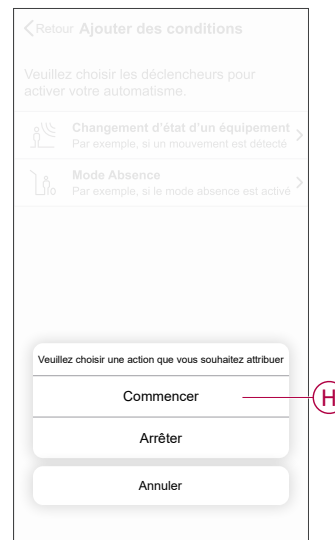 Retour Ajouter des conditions
Veuillez choisir les déclencheurs pour
activer votre automatisme.
Changement d'état d'un équipement
Par exemple, si un mouvement est détecté
Mode Absence
Par exemple, si le mode absence est activé
Veuillez choisir une action que vous souhaitez attribuer
Commencer
H
Arrêter
Annuler